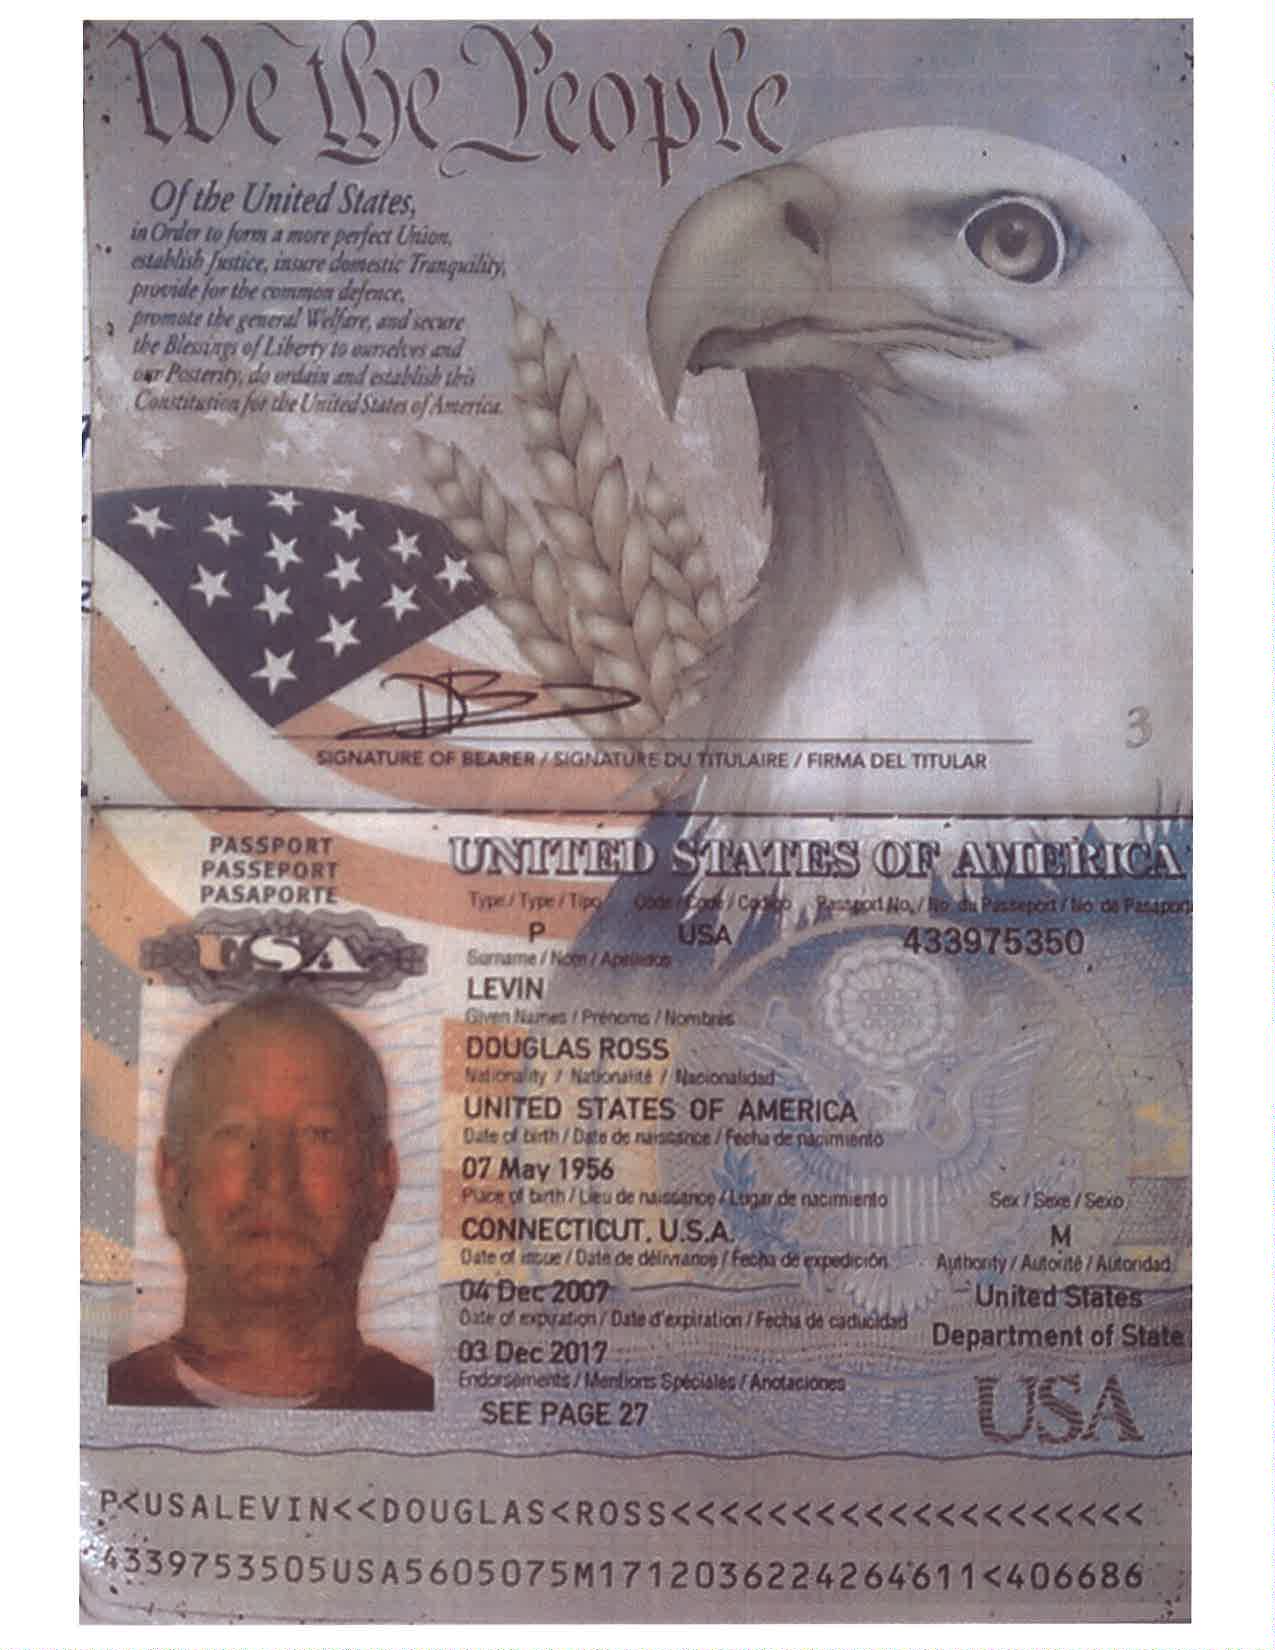 We the People
Of the United States,
in Order to form a more perfect Union,
establish Justice, insure domestic Tranquility,
provide for the common defence,
promote the general Welfare, and secure
the Blessings of Liberty to ourselves and
our Posterity, do ordain and establish this
Constitution for the United States of America.
3
SIGNATURE OF BEARER / SIGNATURE DU TITULAIRE / FIRMA DEL TITULAR
PASSPORT
PASSEPORT
PASAPORTE
USA
UNITED STATES OF AMERICA
Type / Type / Tipo Code / Code / Codigo Passport No. / No. du Passeport / No. de Pasaport
P USA 433975350
Surname / Nom / Apellidos
LEVIN
Given Names / Prénoms / Nombres
DOUGLAS ROSS
Nationality / Nationalité / Nacionalidad
UNITED STATES OF AMERICA
Date of birth / Date de naissance / Fecha de nacimiento
07 May 1956
Place of birth / Lieu de naissance / Lugar de nacimiento Sex / Sexe / Sexo
CONNECTICUT, U.S.A. M
Date of issue / Date de délivrance / Fecha de expedición Authority / Autorité / Autoridad
04 Dec 2007 United States
Date of expiration / Date d'expiration / Fecha de caducidad Department of State
03 Dec 2017
Endorsements / Mentions Spéciales / Anotaciones
SEE PAGE 27
USA
P<USALEVIN<<DOUGLAS<ROSS<<<<<<<<<<<<<<<<<<<<
4339753505USA5605075M1712036224264611<406686